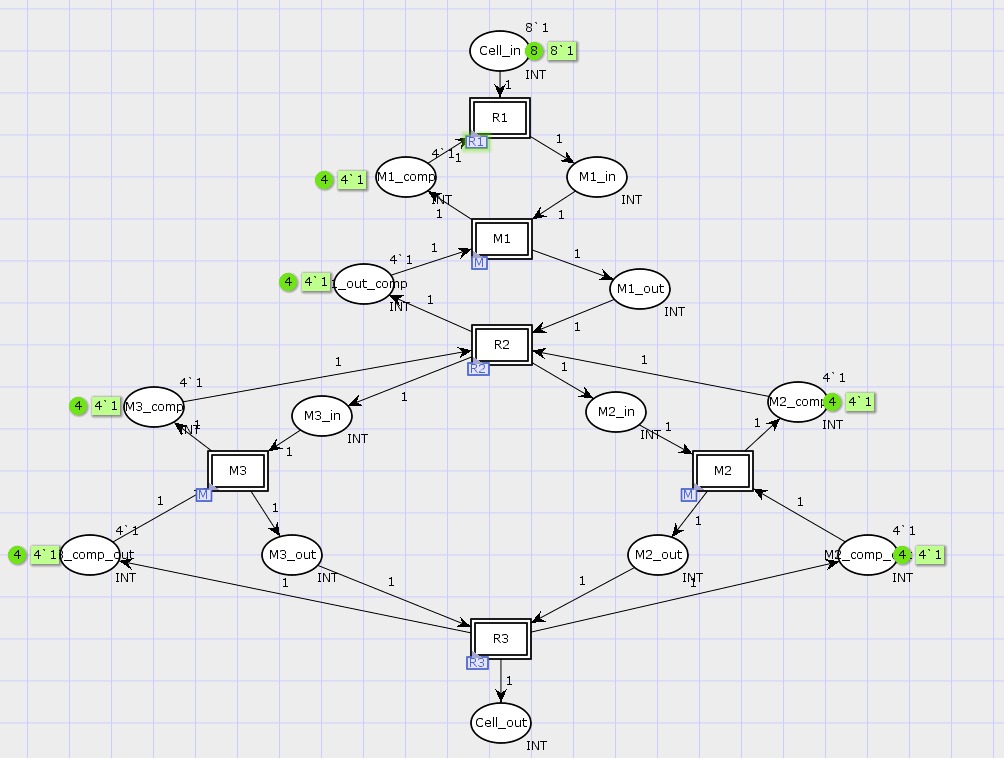 8`1
Cell_in 8 8`1
INT
1
R1
R1
1
4`1
1
4 4`1 M1_comp
M1_in
INT
INT
1
1
M1
M
1
1
4`1
4 4`1 _out_comp
M1_out
INT
INT
1
1
R2
R2
1
1
1
1
4`1
4`1
4 4`1 M3_comp
M3_in
M2_in
M2_comp 4 4`1
1
INT
INT
INT
INT
1
1
1
M3
M2
M
M
1
1
1
1
4`1
4`1
4 4`1 _comp_out
M3_out
M2_out
M2_comp_ 4 4`1
INT
INT
INT
INT
1
1
1
1
R3
R3
1
Cell_out
INT